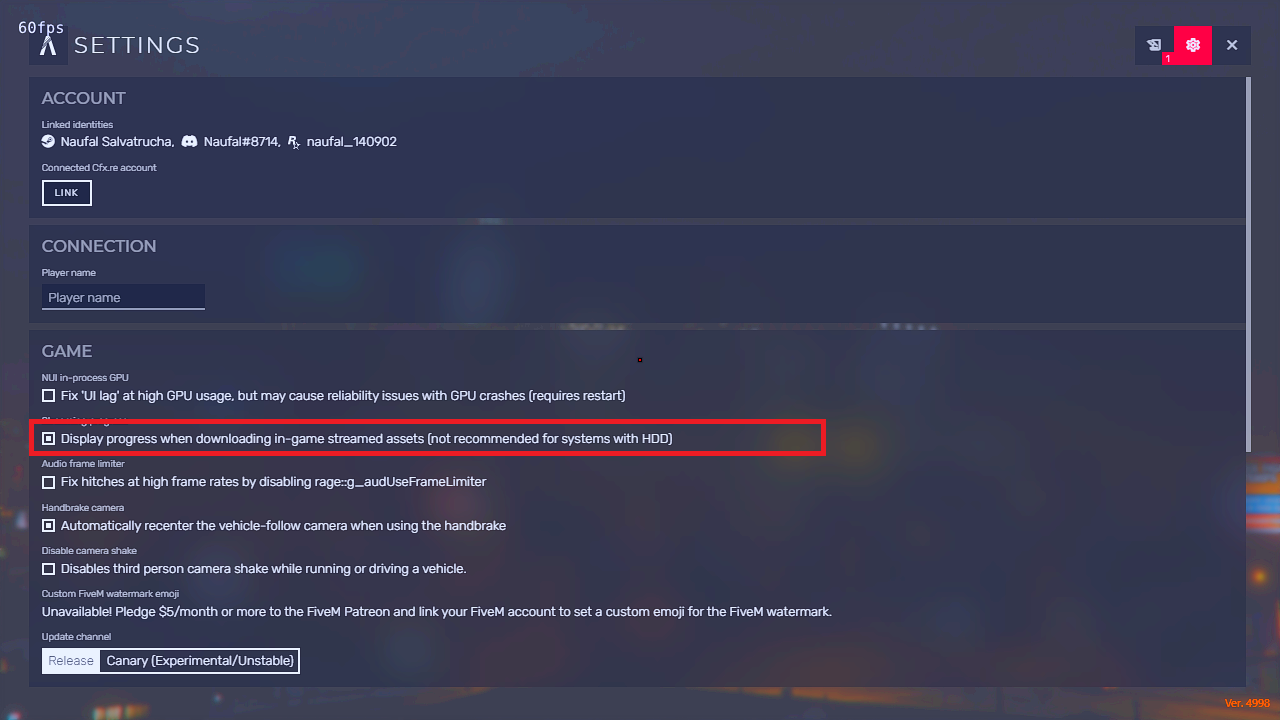 60fps
SETTINGS
1
ACCOUNT
Linked identities
Naufal Salvatrucha, Naufal#8714, naufal_140902
Connected Cfx.re account
LINK
CONNECTION
Player name
Player name
GAME
NUI in-process GPU
Fix 'UI lag' at high GPU usage, but may cause reliability issues with GPU crashes (requires restart)
Display progress when downloading in-game streamed assets (not recommended for systems with HDD)
Audio frame limiter
Fix hitches at high frame rates by disabling rage::g_audUseFrameLimiter
Handbrake camera
Automatically recenter the vehicle-follow camera when using the handbrake
Disable camera shake
Disables third person camera shake while running or driving a vehicle.
Custom FiveM watermark emoji
Unavailable! Pledge $5/month or more to the FiveM Patreon and link your FiveM account to set a custom emoji for the FiveM watermark.
Update channel
Release Canary (Experimental/Unstable)
Ver. 4998